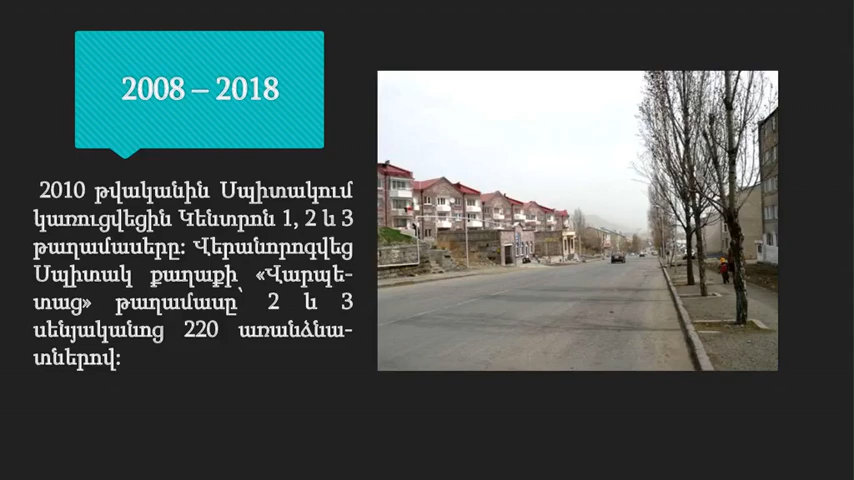 2008 – 2018
2010 թվականին Սպիտակում
կառուցվեցին Կենտրոն 1, 2 և 3
թաղամասերը: Վերանորոգվեց
Սպիտակ քաղաքի «Վարպե-
տաց» թաղամասը՝ 2 և 3
սենյականոց 220 առանձնա-
տներով: